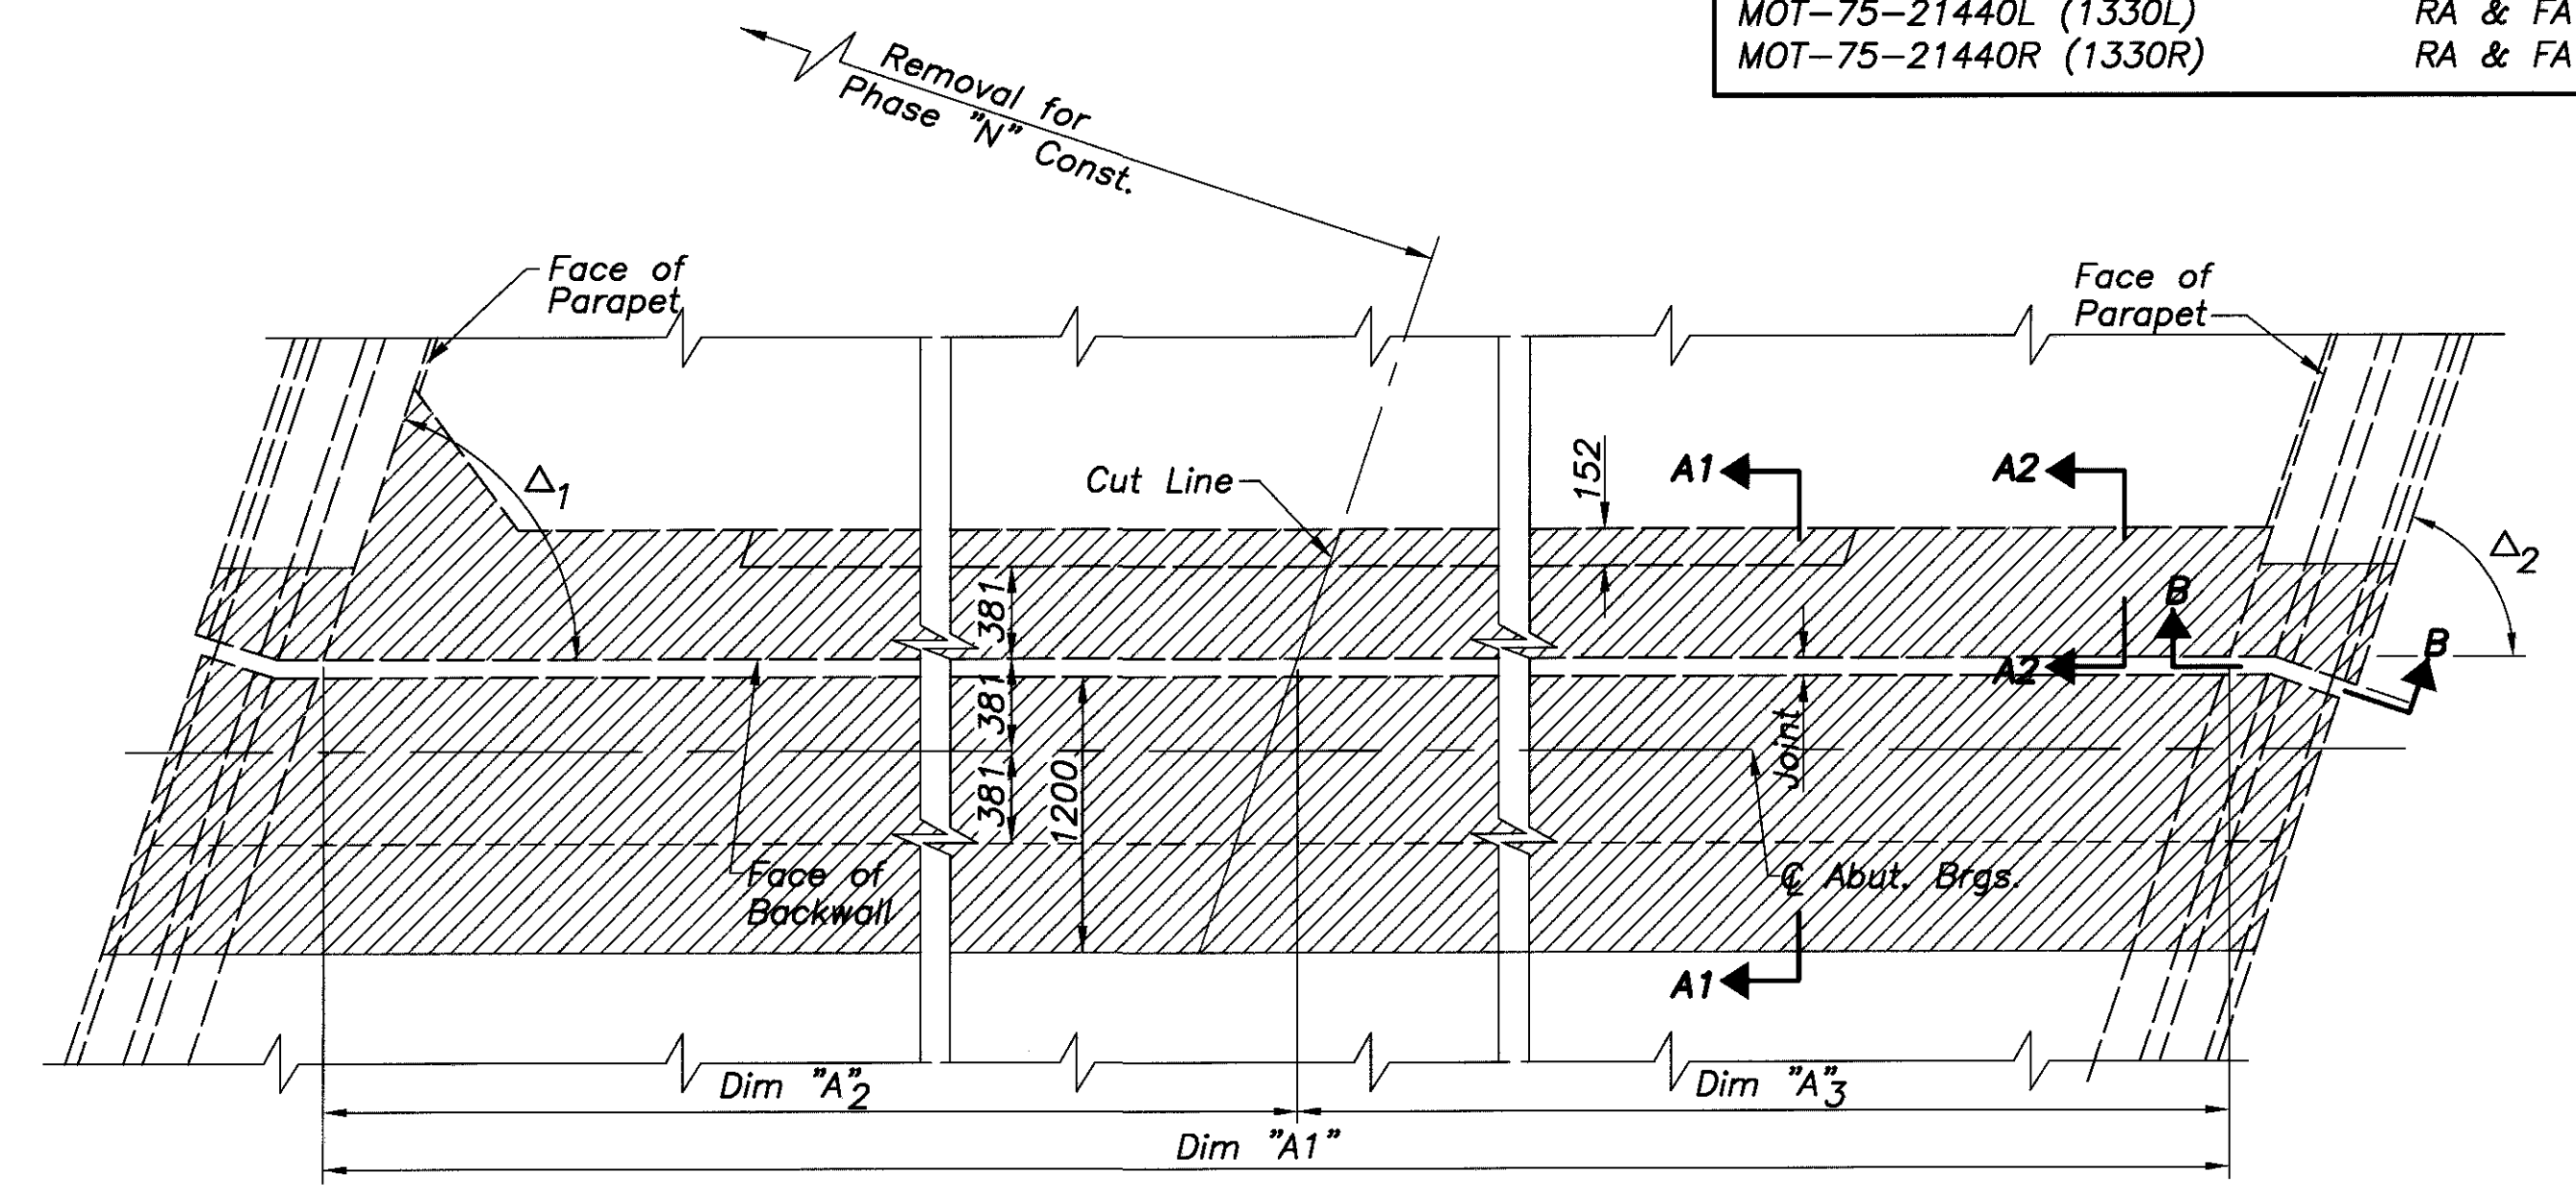 MOT-75-21440L (1330L) RA & FA
MOT-75-21440R (1330R) RA & FA
Removal for
Phase "N" Const.
Face of
Parapet
Face of
Parapet
Δ1
Cut Line
152
A1
A2
Δ2
381
B
B
A2
381
Joint
381
1200
Face of
Backwall
℄ Abut. Brgs.
A1
Dim "A"2
Dim "A"3
Dim "A1"